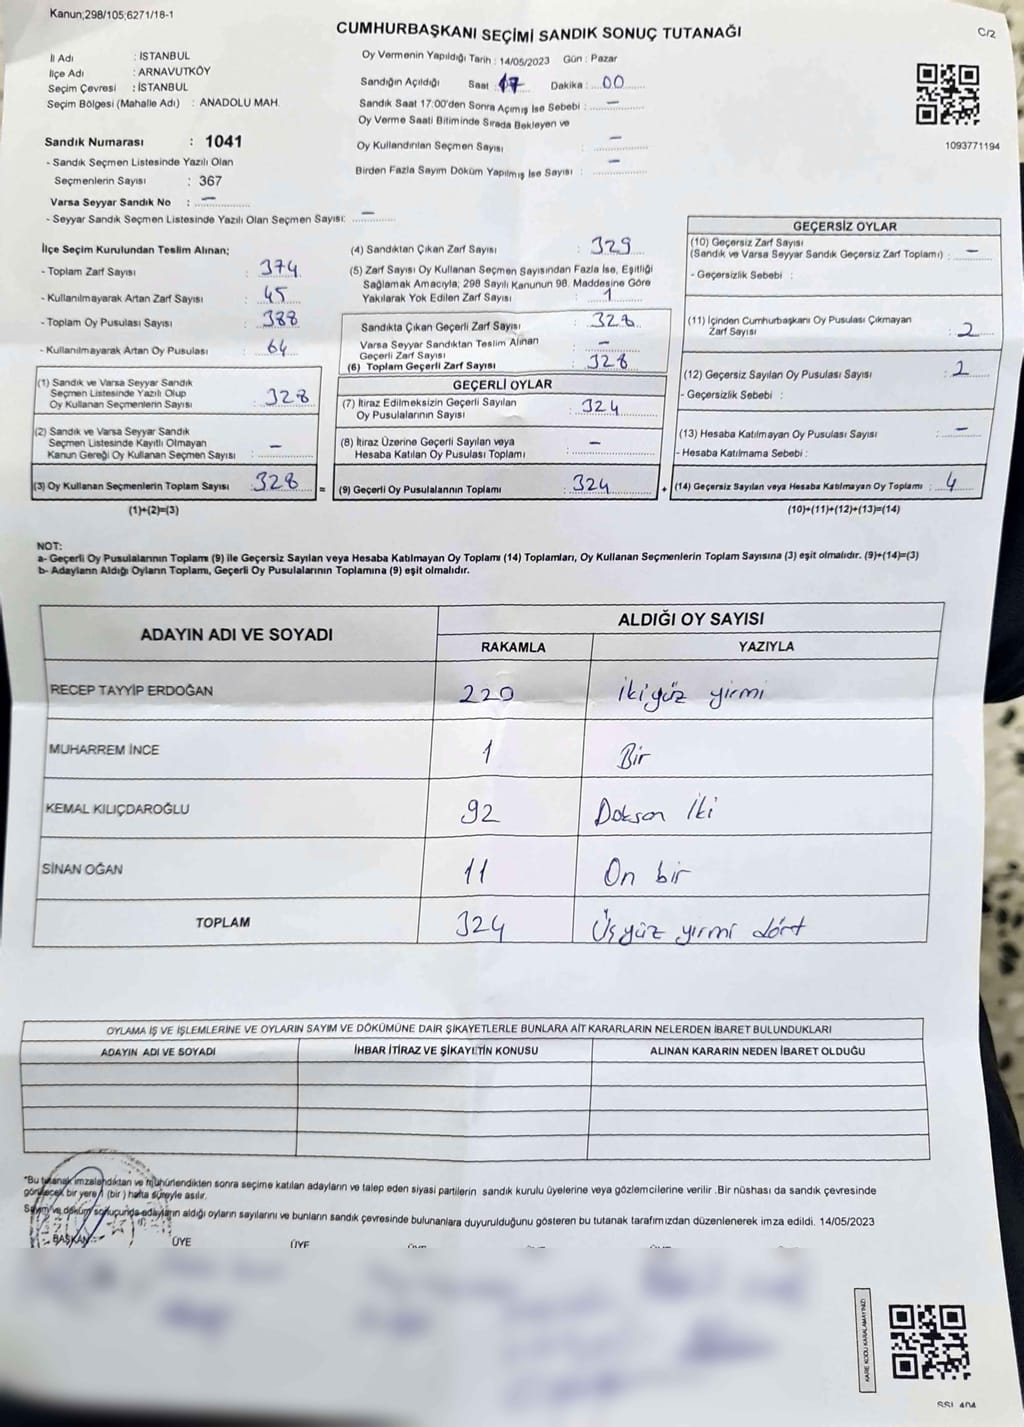 Kanun;298/105;6271/18-1
CUMHURBAŞKANI SEÇİMİ SANDIK SONUÇ TUTANAĞI
C/2
İl Adı : İSTANBUL
İlçe Adı : ARNAVUTKÖY
Seçim Çevresi : İSTANBUL
Seçim Bölgesi (Mahalle Adı) : ANADOLU MAH.
Oy Vermenin Yapıldığı Tarih : 14/05/2023 Gün : Pazar
Sandığın Açıldığı Saat 17 Dakika : 00
Sandık Saat 17:00'den Sonra Açımış İse Sebebi : —
Oy Verme Saati Bitiminde Sırada Bekleyen ve
Oy Kullandırılan Seçmen Sayısı : —
Birden Fazla Sayım Döküm Yapılmış İse Sayısı : —
1093771194
Sandık Numarası : 1041
- Sandık Seçmen Listesinde Yazılı Olan
Seçmenlerin Sayısı : 367
Varsa Seyyar Sandık No : —
- Seyyar Sandık Seçmen Listesinde Yazılı Olan Seçmen Sayısı: —
İlçe Seçim Kurulundan Teslim Alınan;
- Toplam Zarf Sayısı : 374
- Kullanılmayarak Artan Zarf Sayısı : 45
- Toplam Oy Pusulası Sayısı : 388
- Kullanılmayarak Artan Oy Pusulası : 64
(1) Sandık ve Varsa Seyyar Sandık
Seçmen Listesinde Yazılı Olup
Oy Kullanan Seçmenlerin Sayısı : 328
(2) Sandık ve Varsa Seyyar Sandık
Seçmen Listesinde Kayıtlı Olmayan
Kanun Gereği Oy Kullanan Seçmen Sayısı : —
(3) Oy Kullanan Seçmenlerin Toplam Sayısı : 328 =
(1)+(2)=(3)
(4) Sandıktan Çıkan Zarf Sayısı : 329
(5) Zarf Sayısı Oy Kullanan Seçmen Sayısından Fazla İse, Eşitliği
Sağlamak Amacıyla; 298 Sayılı Kanunun 98. Maddesine Göre
Yakılarak Yok Edilen Zarf Sayısı : 1
Sandıkta Çıkan Geçerli Zarf Sayısı : 328
Varsa Seyyar Sandıktan Teslim Alınan
Geçerli Zarf Sayısı : —
(6) Toplam Geçerli Zarf Sayısı : 328
GEÇERLİ OYLAR
(7) İtiraz Edilmeksizin Geçerli Sayılan
Oy Pusulalarının Sayısı : 324
(8) İtiraz Üzerine Geçerli Sayılan veya
Hesaba Katılan Oy Pusulası Toplamı : —
(9) Geçerli Oy Pusulalarının Toplamı : 324 +
GEÇERSİZ OYLAR
(10) Geçersiz Zarf Sayısı
(Sandık ve Varsa Seyyar Sandık Geçersiz Zarf Toplamı) : —
- Geçersizlik Sebebi :
(11) İçinden Cumhurbaşkanı Oy Pusulası Çıkmayan
Zarf Sayısı : 2
(12) Geçersiz Sayılan Oy Pusulası Sayısı : 2
- Geçersizlik Sebebi :
(13) Hesaba Katılmayan Oy Pusulası Sayısı : —
- Hesaba Katılmama Sebebi :
(14) Geçersiz Sayılan veya Hesaba Katılmayan Oy Toplamı : 4
(10)+(11)+(12)+(13)=(14)
NOT:
a- Geçerli Oy Pusulalarının Toplamı (9) ile Geçersiz Sayılan veya Hesaba Katılmayan Oy Toplamı (14) Toplamları, Oy Kullanan Seçmenlerin Toplam Sayısına (3) eşit olmalıdır. (9)+(14)=(3)
b- Adayların Aldığı Oyların Toplamı, Geçerli Oy Pusulalarının Toplamına (9) eşit olmalıdır.
ADAYIN ADI VE SOYADI
ALDIĞI OY SAYISI
RAKAMLA YAZIYLA
RECEP TAYYİP ERDOĞAN 220 İkiyüz yirmi
MUHARREM İNCE 1 Bir
KEMAL KILIÇDAROĞLU 92 Doksan İki
SİNAN OĞAN 11 On bir
TOPLAM 324 Üçyüz yirmi dört
OYLAMA İŞ VE İŞLEMLERİNE VE OYLARIN SAYIM VE DÖKÜMÜNE DAİR ŞİKAYETLERLE BUNLARA AİT KARARLARIN NELERDEN İBARET BULUNDUKLARI
ADAYIN ADI VE SOYADI İHBAR İTİRAZ VE ŞİKAYETİN KONUSU ALINAN KARARIN NEDEN İBARET OLDUĞU
*Bu tutanak imzalandıktan ve mühürlendikten sonra seçime katılan adayların ve talep eden siyasi partilerin sandık kurulu üyelerine veya gözlemcilerine verilir .Bir nüshası da sandık çevresinde
görülecek bir yere 1 (bir ) hafta süreyle asılır.
Sayım ve döküm sonucunda adayların aldığı oyların sayılarını ve bunların sandık çevresinde bulunanlara duyurulduğunu gösteren bu tutanak tarafımızdan düzenlenerek imza edildi. 14/05/2023
BAŞKAN ÜYE ÜYE
KARE KODU KARALAMAYINIZ!